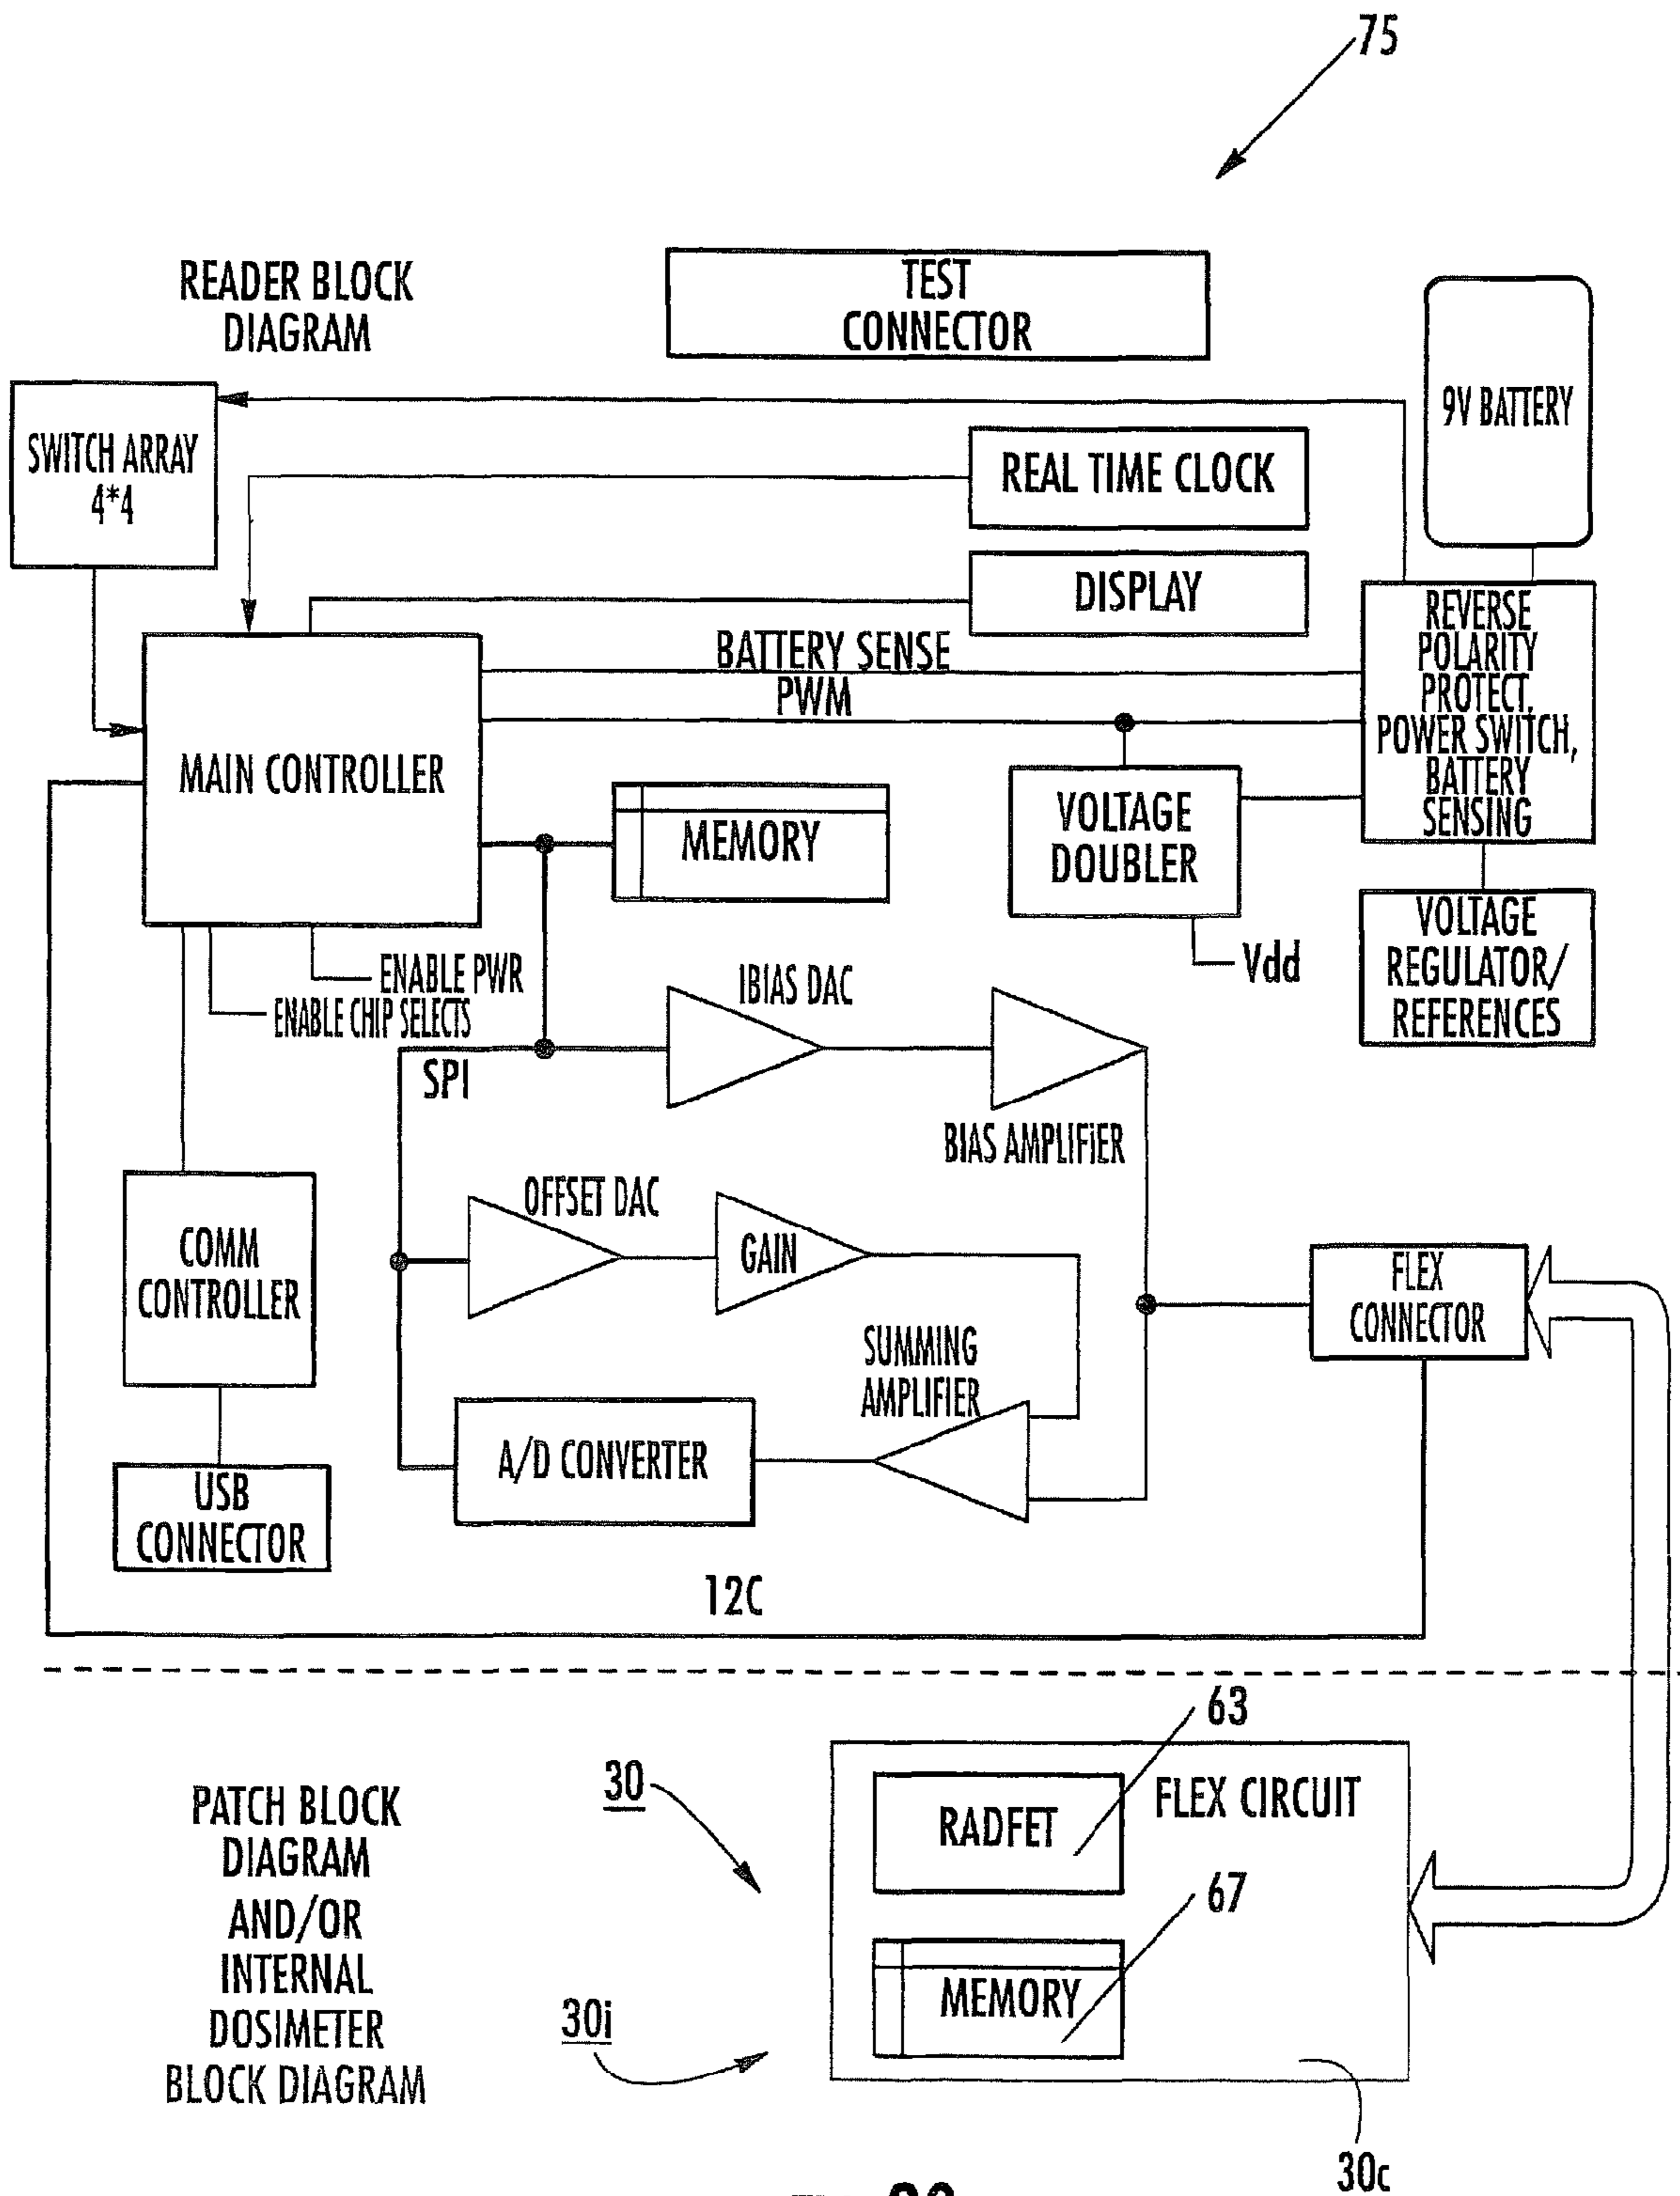 75
READER BLOCK
DIAGRAM
TEST
CONNECTOR
9V BATTERY
SWITCH ARRAY
4*4
REAL TIME CLOCK
DISPLAY
REVERSE
POLARITY
PROTECT,
POWER SWITCH,
BATTERY
SENSING
BATTERY SENSE
PWM
MAIN CONTROLLER
MEMORY
VOLTAGE
DOUBLER
VOLTAGE
REGULATOR/
REFERENCES
Vdd
ENABLE PWR
ENABLE CHIP SELECTS
IBIAS DAC
SPI
BIAS AMPLIFIER
OFFSET DAC
GAIN
COMM
CONTROLLER
FLEX
CONNECTOR
SUMMING
AMPLIFIER
A/D CONVERTER
USB
CONNECTOR
12C
63
30
PATCH BLOCK
DIAGRAM
AND/OR
INTERNAL
DOSIMETER
BLOCK DIAGRAM
RADFET
FLEX CIRCUIT
67
MEMORY
30i
30c